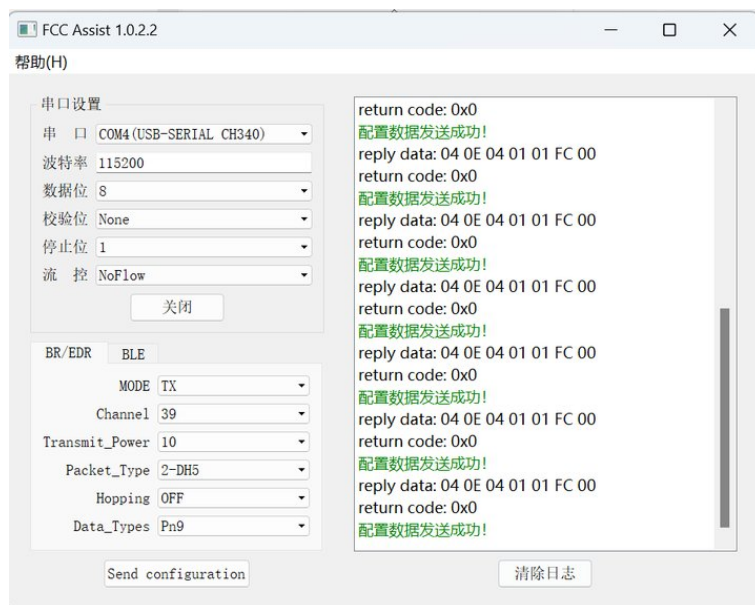 FCC Assist 1.0.2.2
帮助(H)
串口设置
串 口 COM4(USB-SERIAL CH340)
波特率 115200
数据位 8
校验位 None
停止位 1
流 控 NoFlow
关闭
BR/EDR BLE
MODE TX
Channel 39
Transmit_Power 10
Packet_Type 2-DH5
Hopping OFF
Data_Types Pn9
Send configuration
return code: 0x0
配置数据发送成功!
reply data: 04 0E 04 01 01 FC 00
return code: 0x0
配置数据发送成功!
reply data: 04 0E 04 01 01 FC 00
return code: 0x0
配置数据发送成功!
reply data: 04 0E 04 01 01 FC 00
return code: 0x0
配置数据发送成功!
reply data: 04 0E 04 01 01 FC 00
return code: 0x0
配置数据发送成功!
reply data: 04 0E 04 01 01 FC 00
return code: 0x0
配置数据发送成功!
reply data: 04 0E 04 01 01 FC 00
return code: 0x0
配置数据发送成功!
清除日志